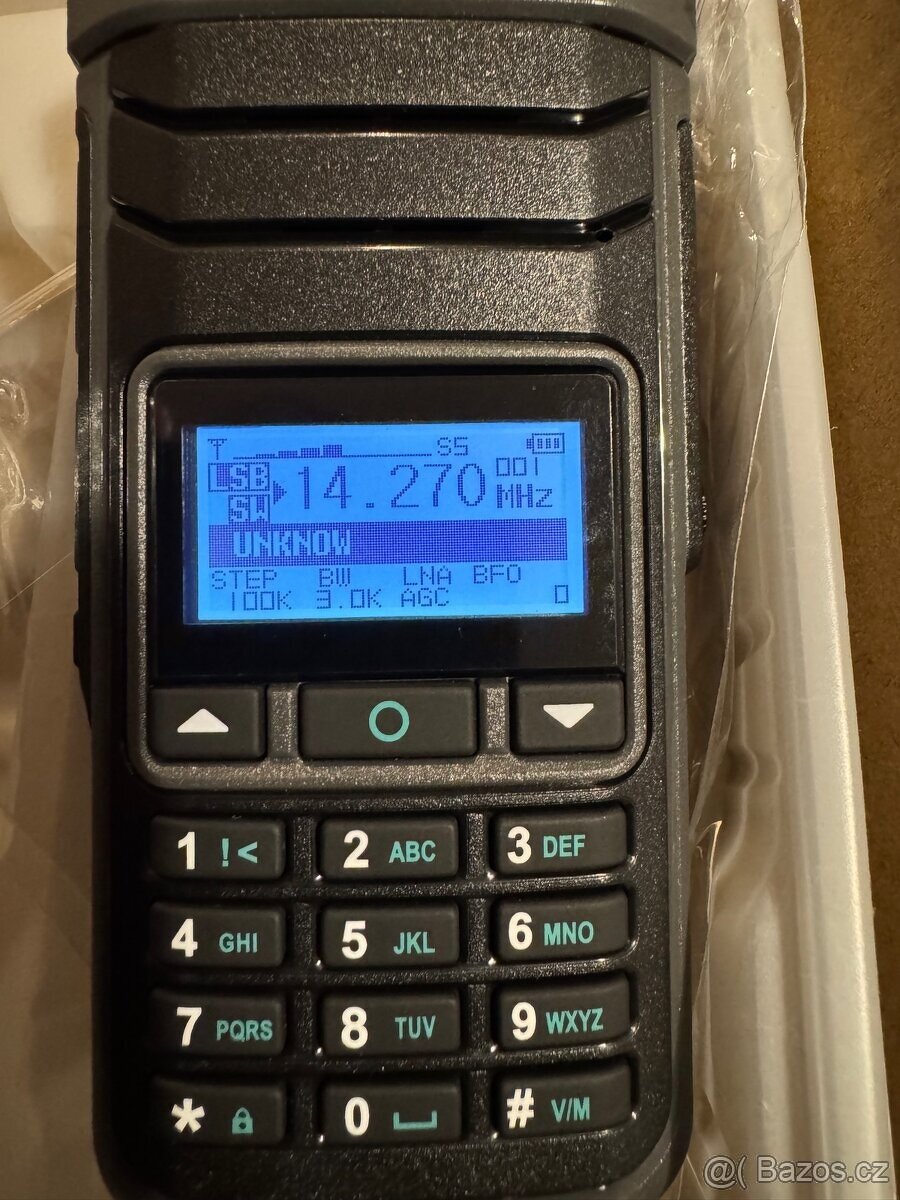 S5
LSB 14.270 001 MHz
SW
UNKNOW
STEP BW LNA BFO
100K 3.0K AGC 0
1 !< 2 ABC 3 DEF
4 GHI 5 JKL 6 MNO
7 PQRS 8 TUV 9 WXYZ
* 0 # V/M
@( Bazos.cz